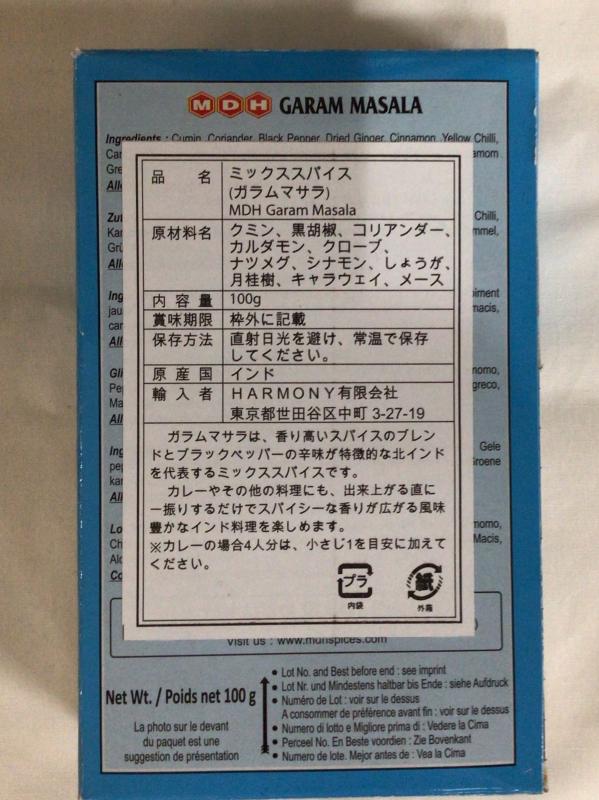 MDH GARAM MASALA
Ingredients : Cumin, Coriander, Black Pepper, Dried Ginger, Cinnamon, Yellow Chilli,
品 名 ミックススパイス
(ガラムマサラ)
MDH Garam Masala
原材料名 クミン、黒胡椒、コリアンダー、
カルダモン、クローブ、
ナツメグ、シナモン、しょうが、
月桂樹、キャラウェイ、メース
内容量 100g
賞味期限 枠外に記載
保存方法 直射日光を避け、常温で保存
してください。
原産国 インド
輸入者 HARMONY有限会社
東京都世田谷区中町 3-27-19
ガラムマサラは、香り高いスパイスのブレン
ドとブラックペッパーの辛味が特徴的な北インド
を代表するミックススパイスです。
カレーやその他の料理にも、出来上がる直に
一振りするだけでスパイシーな香りが広がる風味
豊かなインド料理を楽しめます。
※カレーの場合4人分は、小さじ1を目安に加えて
ください。
プラ 紙
内袋 外箱
Visit us : www.mdhspices.com
Net Wt. / Poids net 100 g
La photo sur le devant
du paquet est une
suggestion de présentation
• Lot No. and Best before end : see imprint
• Lot Nr. und Mindestens haltbar bis Ende : siehe Aufdruck
• Numéro de Lot : voir sur le dessus
A consommer de préférence avant fin : voir sur le dessus
• Numero di lotto e Migliore prima di : Vedere la Cima
• Perceel No. En Beste voordien : Zie Bovenkant
• Numero de lote. Mejor antes de : Vea la Cima